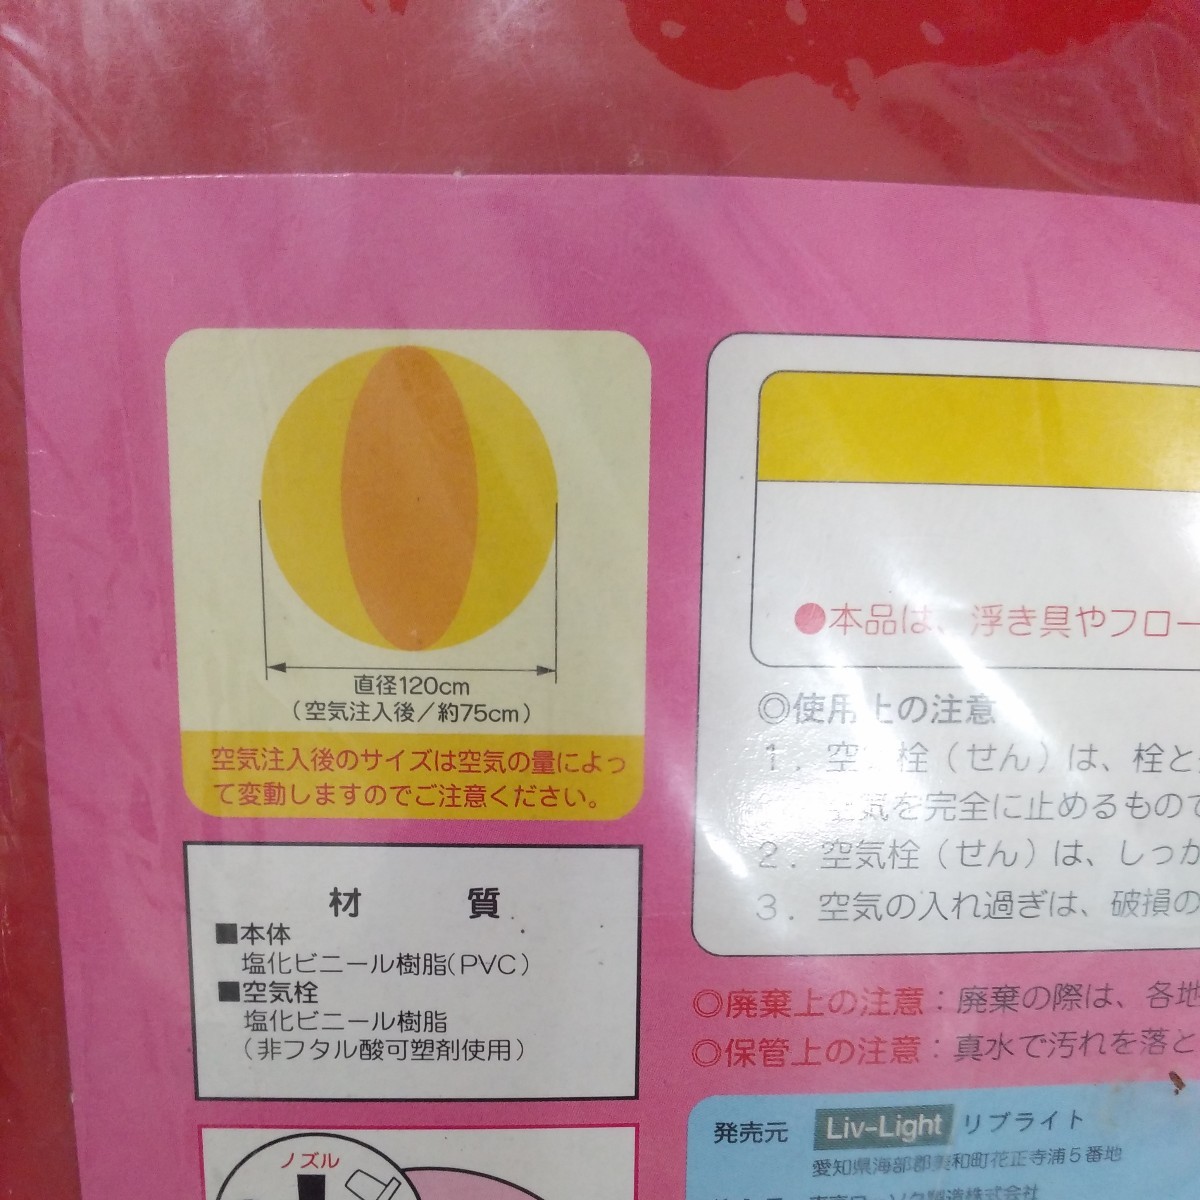 直径120cm
（空気注入後／約75cm）
空気注入後のサイズは空気の量によっ
て変動しますのでご注意ください。
材　質
■本体
塩化ビニール樹脂(PVC)
■空気栓
塩化ビニール樹脂
（非フタル酸可塑剤使用）
ノズル
●本品は、浮き具やフロー
◎使用上の注意
１．空気栓（せん）は、栓と
空気を完全に止めるもので
２．空気栓（せん）は、しっか
３．空気の入れ過ぎは、破損の
◎廃棄上の注意：廃棄の際は、各地
◎保管上の注意：真水で汚れを落と
発売元 Liv-Light リブライト
愛知県海部郡美和町花正寺浦５番地